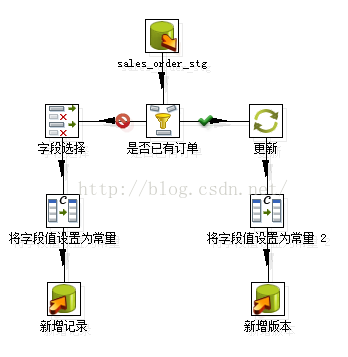 sales_order_stg
字段选择
是否已有订单
更新
http://blog.csdn.net/
将字段值设置为常量
将字段值设置为常量 2
新增记录
新增版本